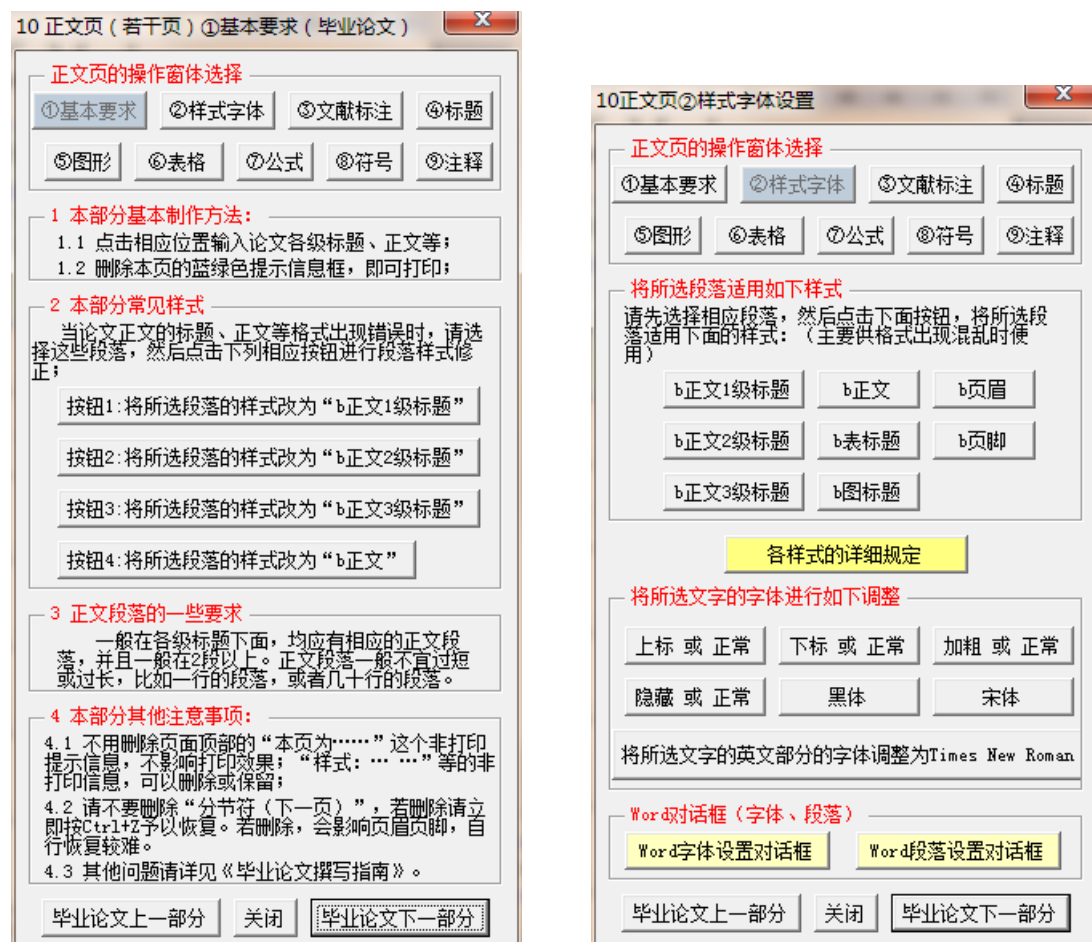 10 正文页（若干页）①基本要求（毕业论文）
正文页的操作窗体选择
①基本要求 ②样式字体 ③文献标注 ④标题
⑤图形 ⑥表格 ⑦公式 ⑧符号 ⑨注释
1 本部分基本制作方法：
1.1 点击相应位置输入论文各级标题、正文等；
1.2 删除本页的蓝绿色提示信息框，即可打印；
2 本部分常见样式
当论文正文的标题、正文等格式出现错误时，请选
择这些段落，然后点击下列相应按钮进行段落样式修
正；
按钮1:将所选段落的样式改为“b正文1级标题”
按钮2:将所选段落的样式改为“b正文2级标题”
按钮3:将所选段落的样式改为“b正文3级标题”
按钮4:将所选段落的样式改为“b正文”
3 正文段落的一些要求
一般在各级标题下面，均应有相应的正文段
落，并且一般在2段以上。正文段落一般不宜过短
或过长，比如一行的段落，或者几十行的段落。
4 本部分其他注意事项：
4.1 不用删除页面顶部的“本页为……”这个非打印
提示信息，不影响打印效果；“样式：… …”等的非
打印信息，可以删除或保留；
4.2 请不要删除“分节符（下一页）”，若删除请立
即按Ctrl+Z予以恢复。若删除，会影响页眉页脚，自
行恢复较难。
4.3 其他问题请详见《毕业论文撰写指南》。
毕业论文上一部分 关闭 毕业论文下一部分
10正文页②样式字体设置
正文页的操作窗体选择
①基本要求 ②样式字体 ③文献标注 ④标题
⑤图形 ⑥表格 ⑦公式 ⑧符号 ⑨注释
将所选段落适用如下样式
请先选择相应段落，然后点击下面按钮，将所选段
落适用下面的样式：（主要供格式出现混乱时使
用）
b正文1级标题 b正文 b页眉
b正文2级标题 b表标题 b页脚
b正文3级标题 b图标题
各样式的详细规定
将所选文字的字体进行如下调整
上标 或 正常 下标 或 正常 加粗 或 正常
隐藏 或 正常 黑体 宋体
将所选文字的英文部分的字体调整为Times New Roman
Word对话框（字体、段落）
Word字体设置对话框 Word段落设置对话框
毕业论文上一部分 关闭 毕业论文下一部分